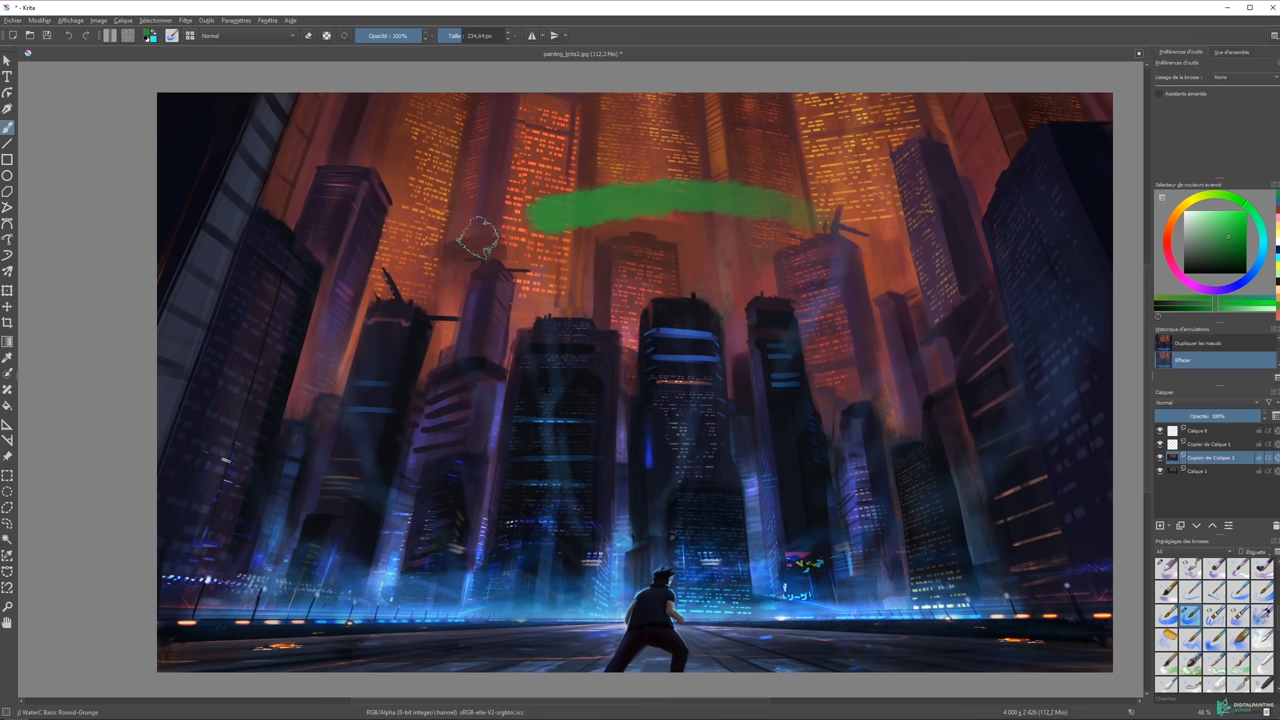 * - Krita
Fichier Modifier Affichage Image Calque Sélectionner Filtre Outils Paramètres Fenêtre Aide
Normal Opacité : 100% Taille : 234,64 px
painting_krita2.jpg (112,2 Mio) *
Préférences d'outils Vue d'ensemble
Préférences d'outils
Lissage de la brosse : None
Assistants aimantés
Sélecteur de couleurs avancé
Historique d'annulations
Dupliquer les nœuds
Effacer
Calques
Normal
Opacité: 100%
Calque 8
Copier de Calque 1
Copier de Calque 1
Calque 1
Préréglages des brosses
All Étiquette
Chercher
j) WaterC Basic Round-Grunge RGB/Alpha (8-bit integer/channel) sRGB-elle-V2-srgbtrc.icc 4 000 x 2 426 (112,2 Mio) 48 %
DIGITALPAINTING